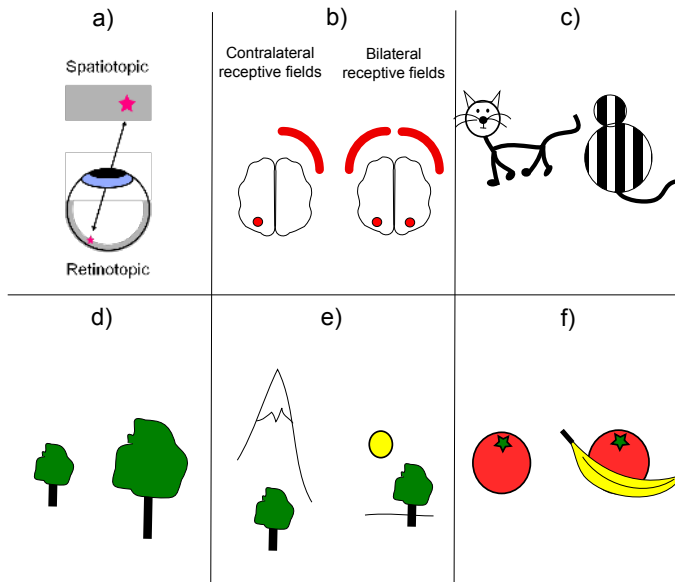 a)
Spatiotopic
Retinotopic
b)
Contralateral
receptive fields
Bilateral
receptive fields
c)
d)
e)
f)